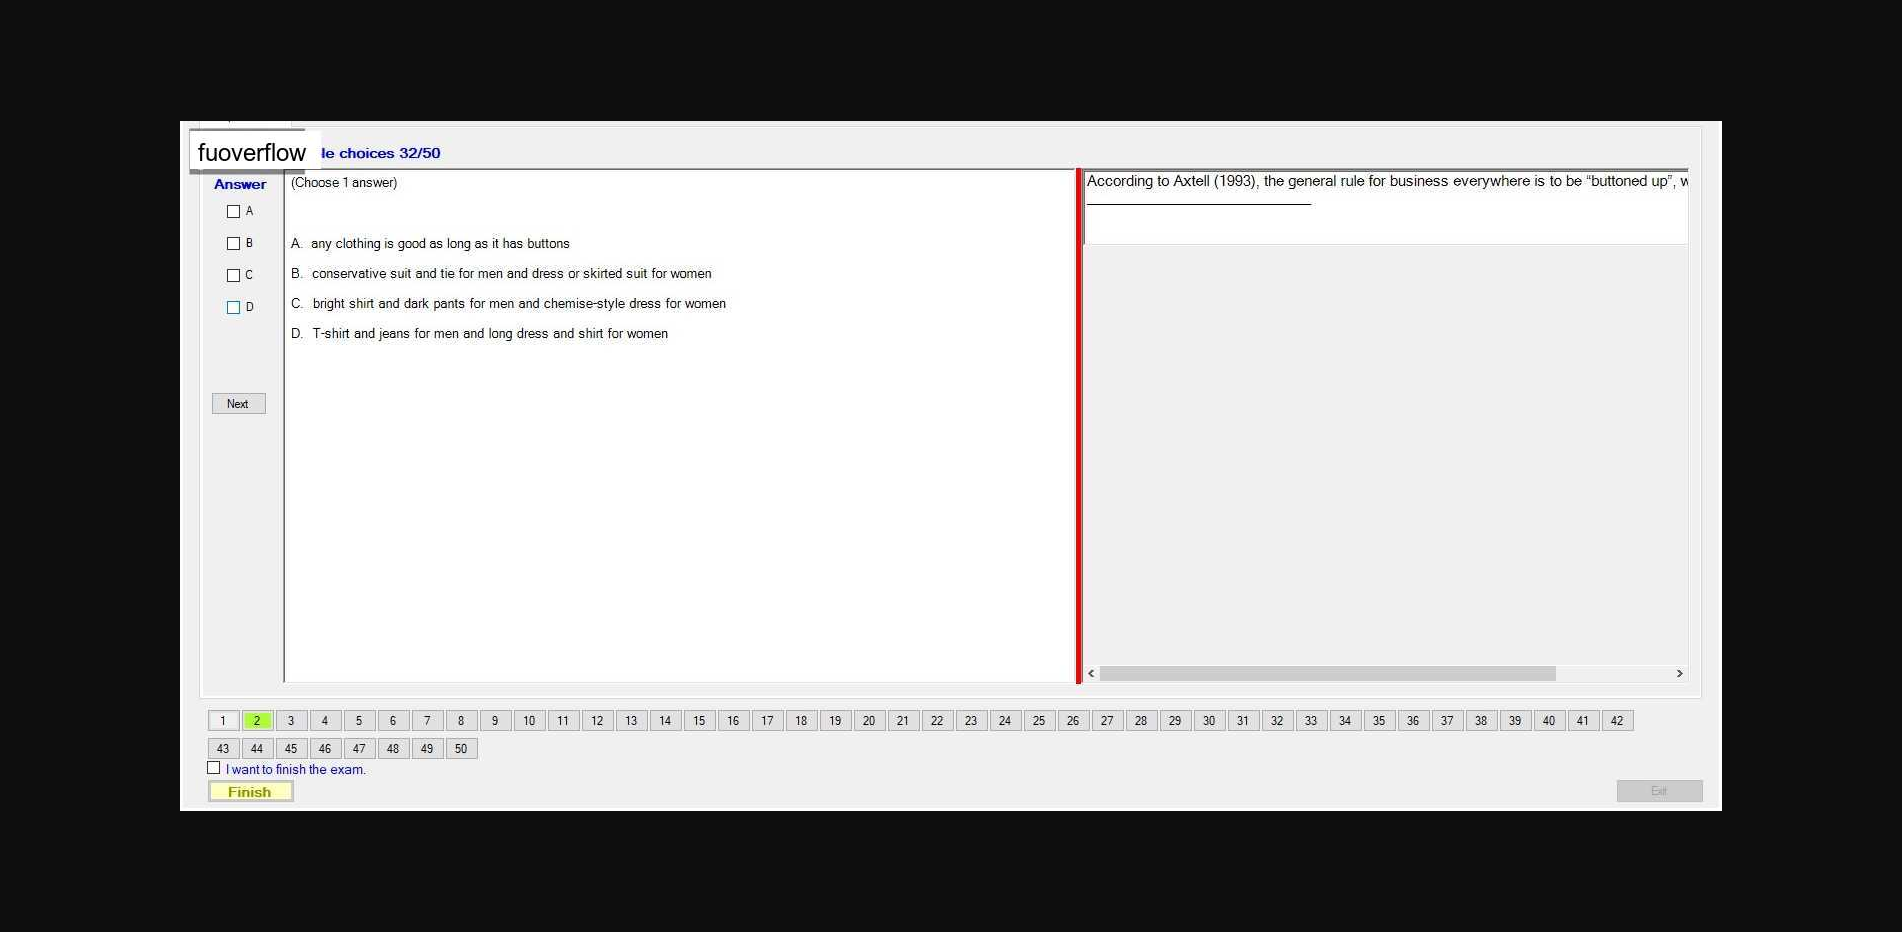 fuoverflow
le choices 32/50
Answer
(Choose 1 answer)
A
B
C
D
A. any clothing is good as long as it has buttons
B. conservative suit and tie for men and dress or skirted suit for women
C. bright shirt and dark pants for men and chemise-style dress for women
D. T-shirt and jeans for men and long dress and shirt for women
Next
According to Axtell (1993), the general rule for business everywhere is to be “buttoned up”, w
1 2 3 4 5 6 7 8 9 10 11 12 13 14 15 16 17 18 19 20 21 22 23 24 25 26 27 28 29 30 31 32 33 34 35 36 37 38 39 40 41 42
43 44 45 46 47 48 49 50
I want to finish the exam.
Finish
Exit